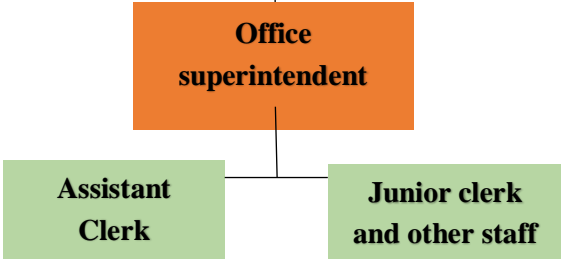 Office
superintendent
Assistant
Clerk
Junior clerk
and other staff